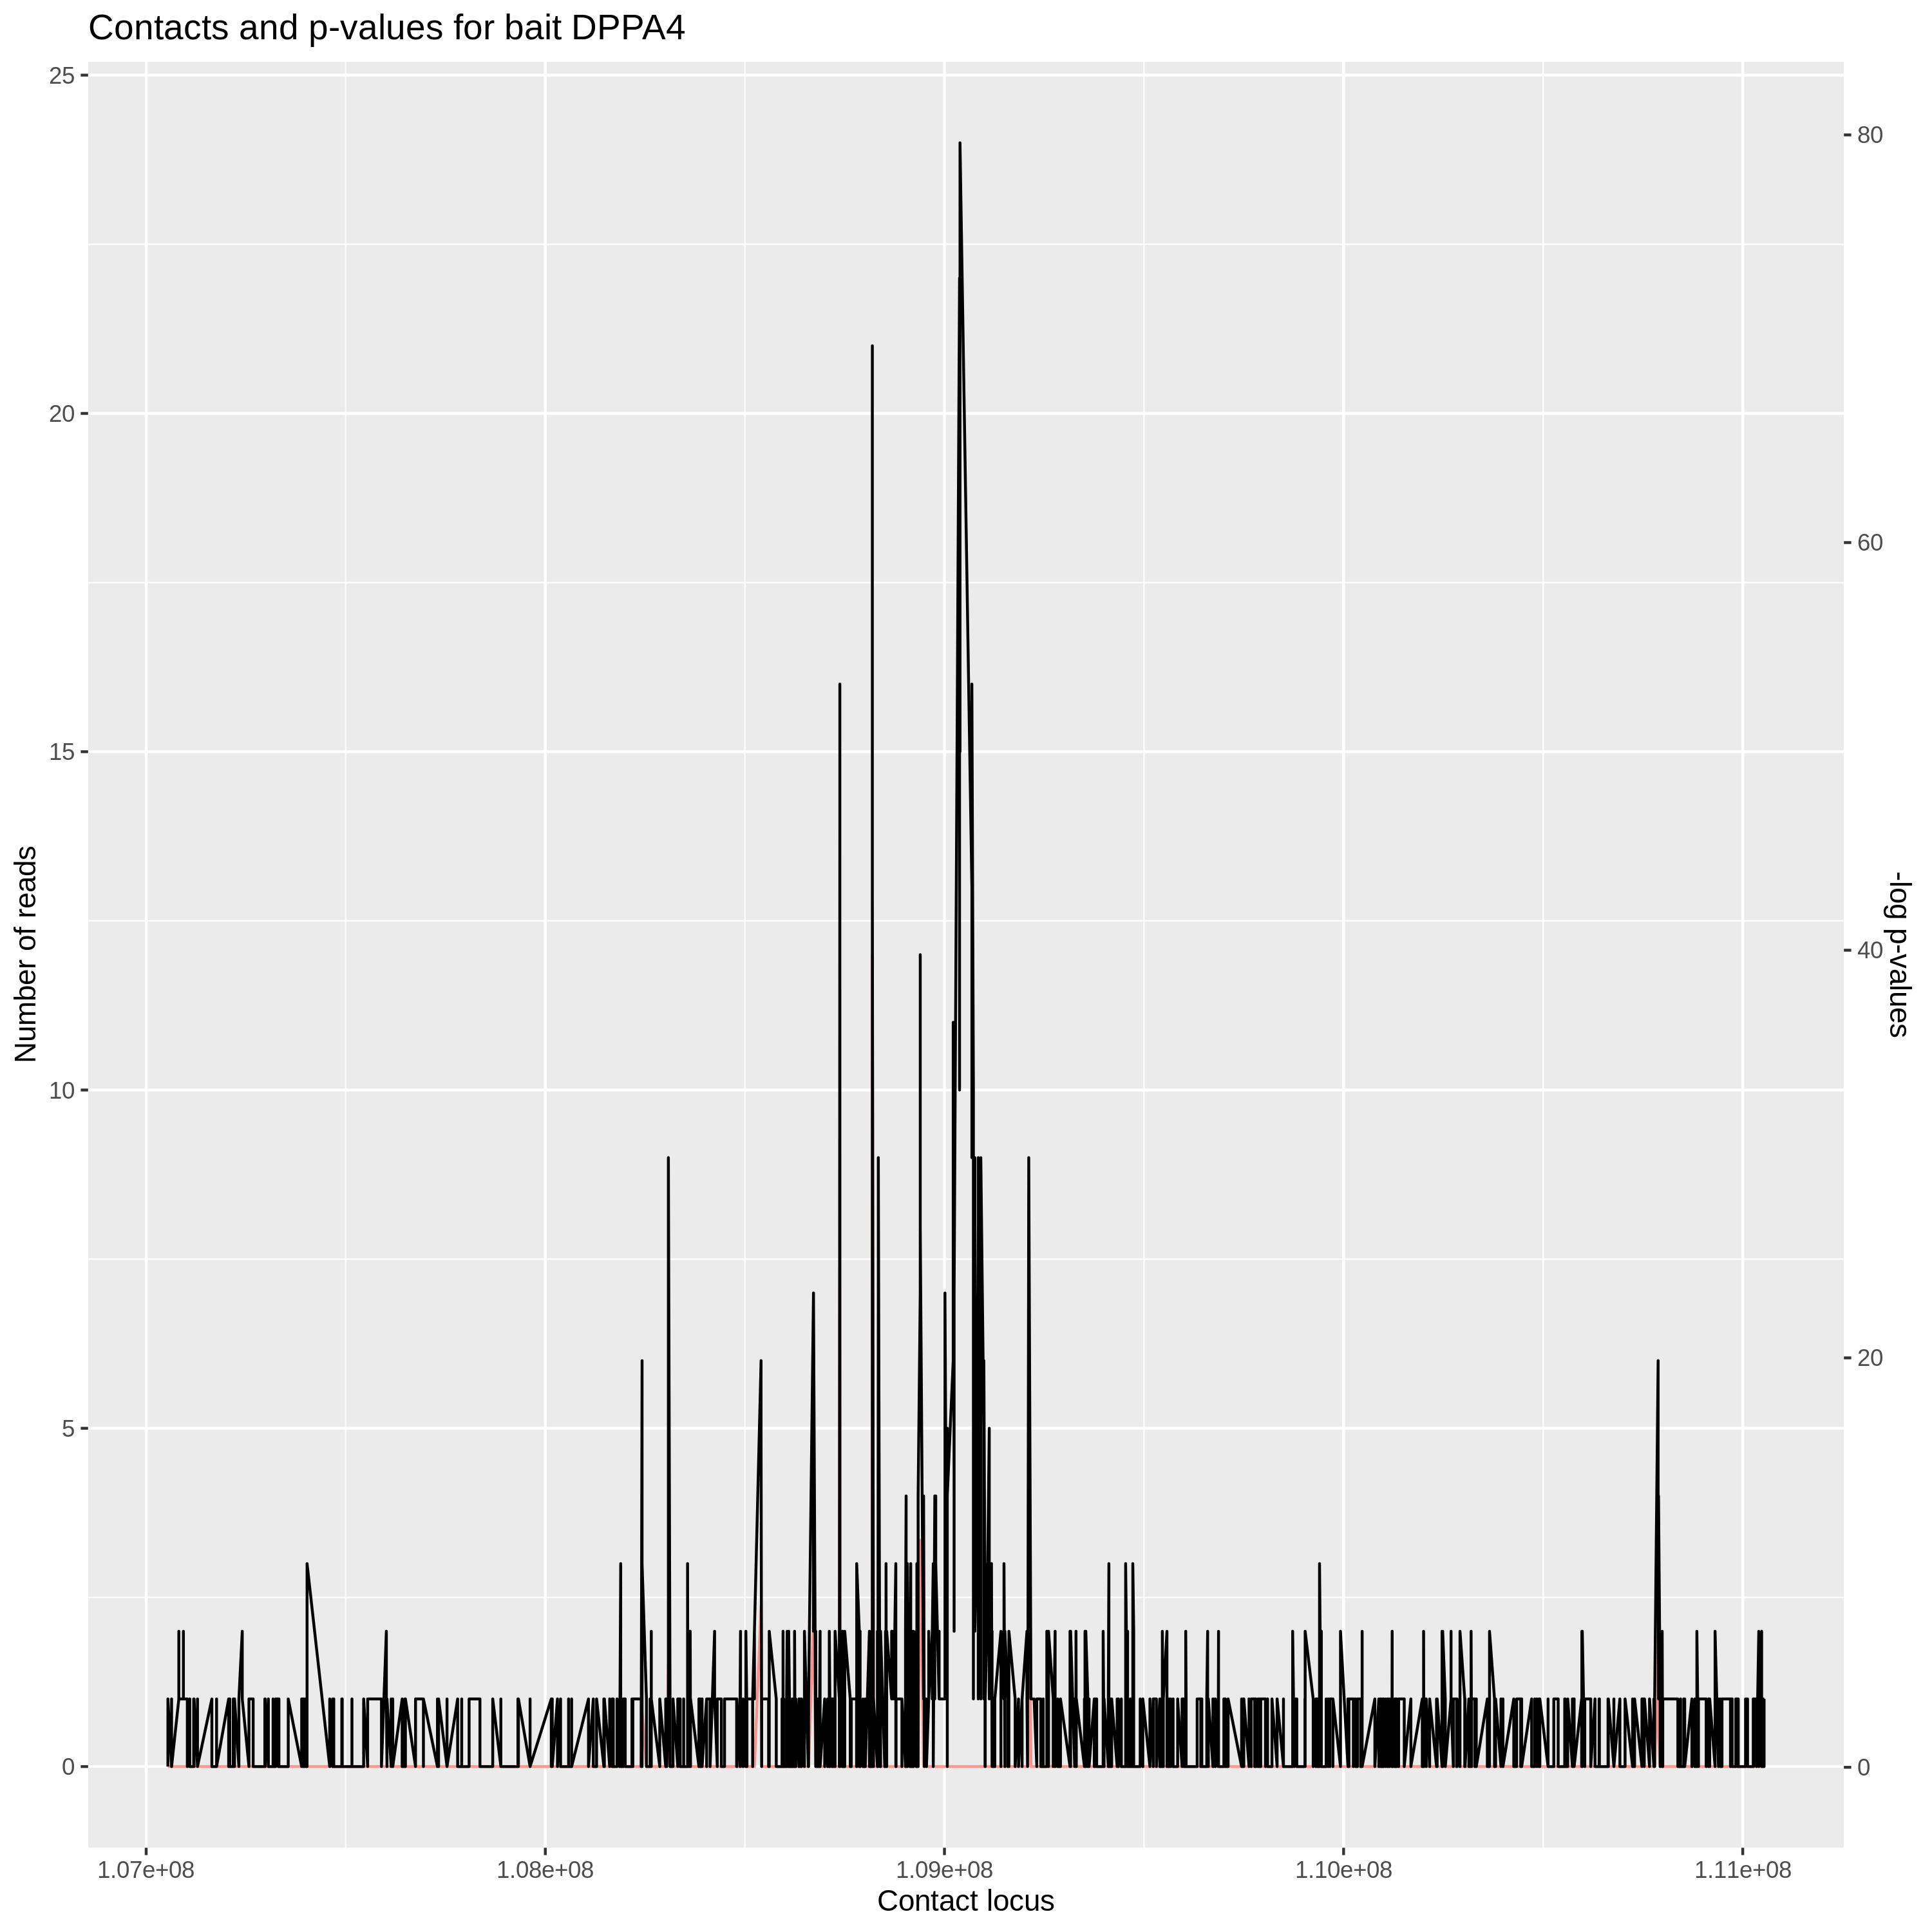 Contacts and p-values for bait DPPA4
25
20
15
10
5
0
Number of reads
80
60
40
20
0
-log p-values
1.07e+08 1.08e+08 1.09e+08 1.10e+08 1.11e+08
Contact locus